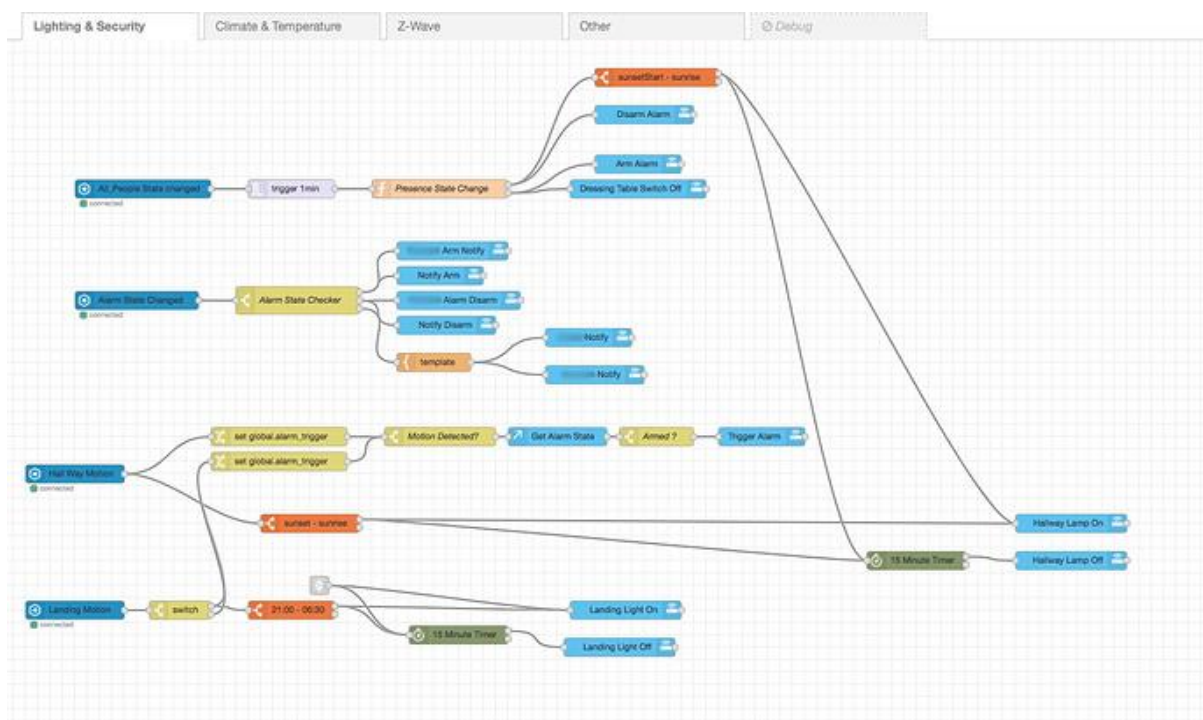 Lighting & Security
Climate & Temperature
Z-Wave
Other
Debug
sunsetStart - sunrise
Disarm Alarm
Arm Alarm
All_People State changed
connected
trigger 1min
Presence State Change
Dressing Table Switch Off
Arm Notify
Notify Arm
Alarm State Changed
connected
Alarm State Checker
Alarm Disarm
Notify Disarm
Notify
template
Notify
set global.alarm_trigger
Motion Detected?
Get Alarm State
Armed ?
Trigger Alarm
set global.alarm_trigger
Hall Way Motion
connected
sunset - sunrise
Hallway Lamp On
15 Minute Timer
Hallway Lamp Off
Landing Motion
connected
switch
21:00 - 06:30
Landing Light On
15 Minute Timer
Landing Light Off